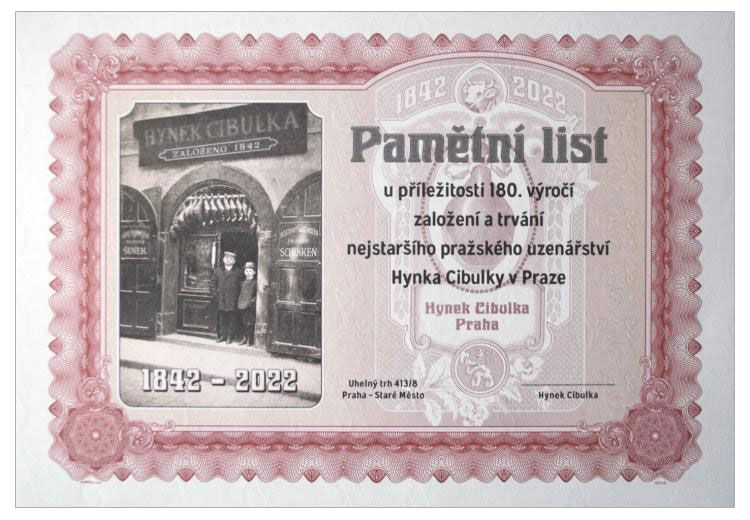 1842 2022
HYNEK CIBULKA
ZALOŽENO 1842
Pamětní list
u příležitosti 180. výročí
založení a trvání
nejstaršího pražského uzenářství
Hynka Cibulky v Praze
ŠUNEK
SCHINKEN
Hynek Cibulka
Praha
1842 - 2022
Uhelný trh 413/8
Praha - Staré Město
Hynek Cibulka